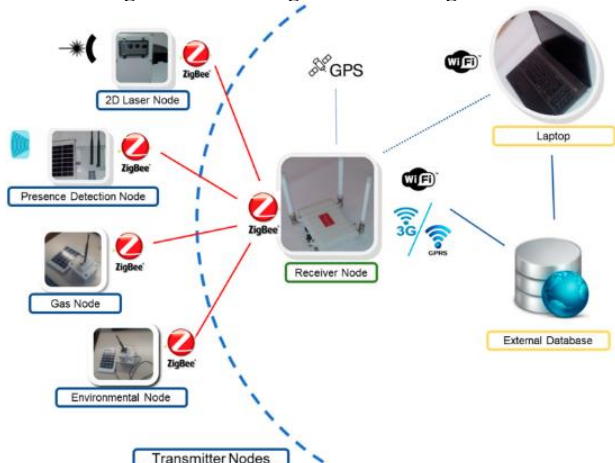 ZigBee
2D Laser Node
GPS
WiFi
Laptop
ZigBee
Presence Detection Node
ZigBee
WiFi
3G
GPRS
Receiver Node
ZigBee
Gas Node
External Database
ZigBee
Environmental Node
Transmitter Nodes